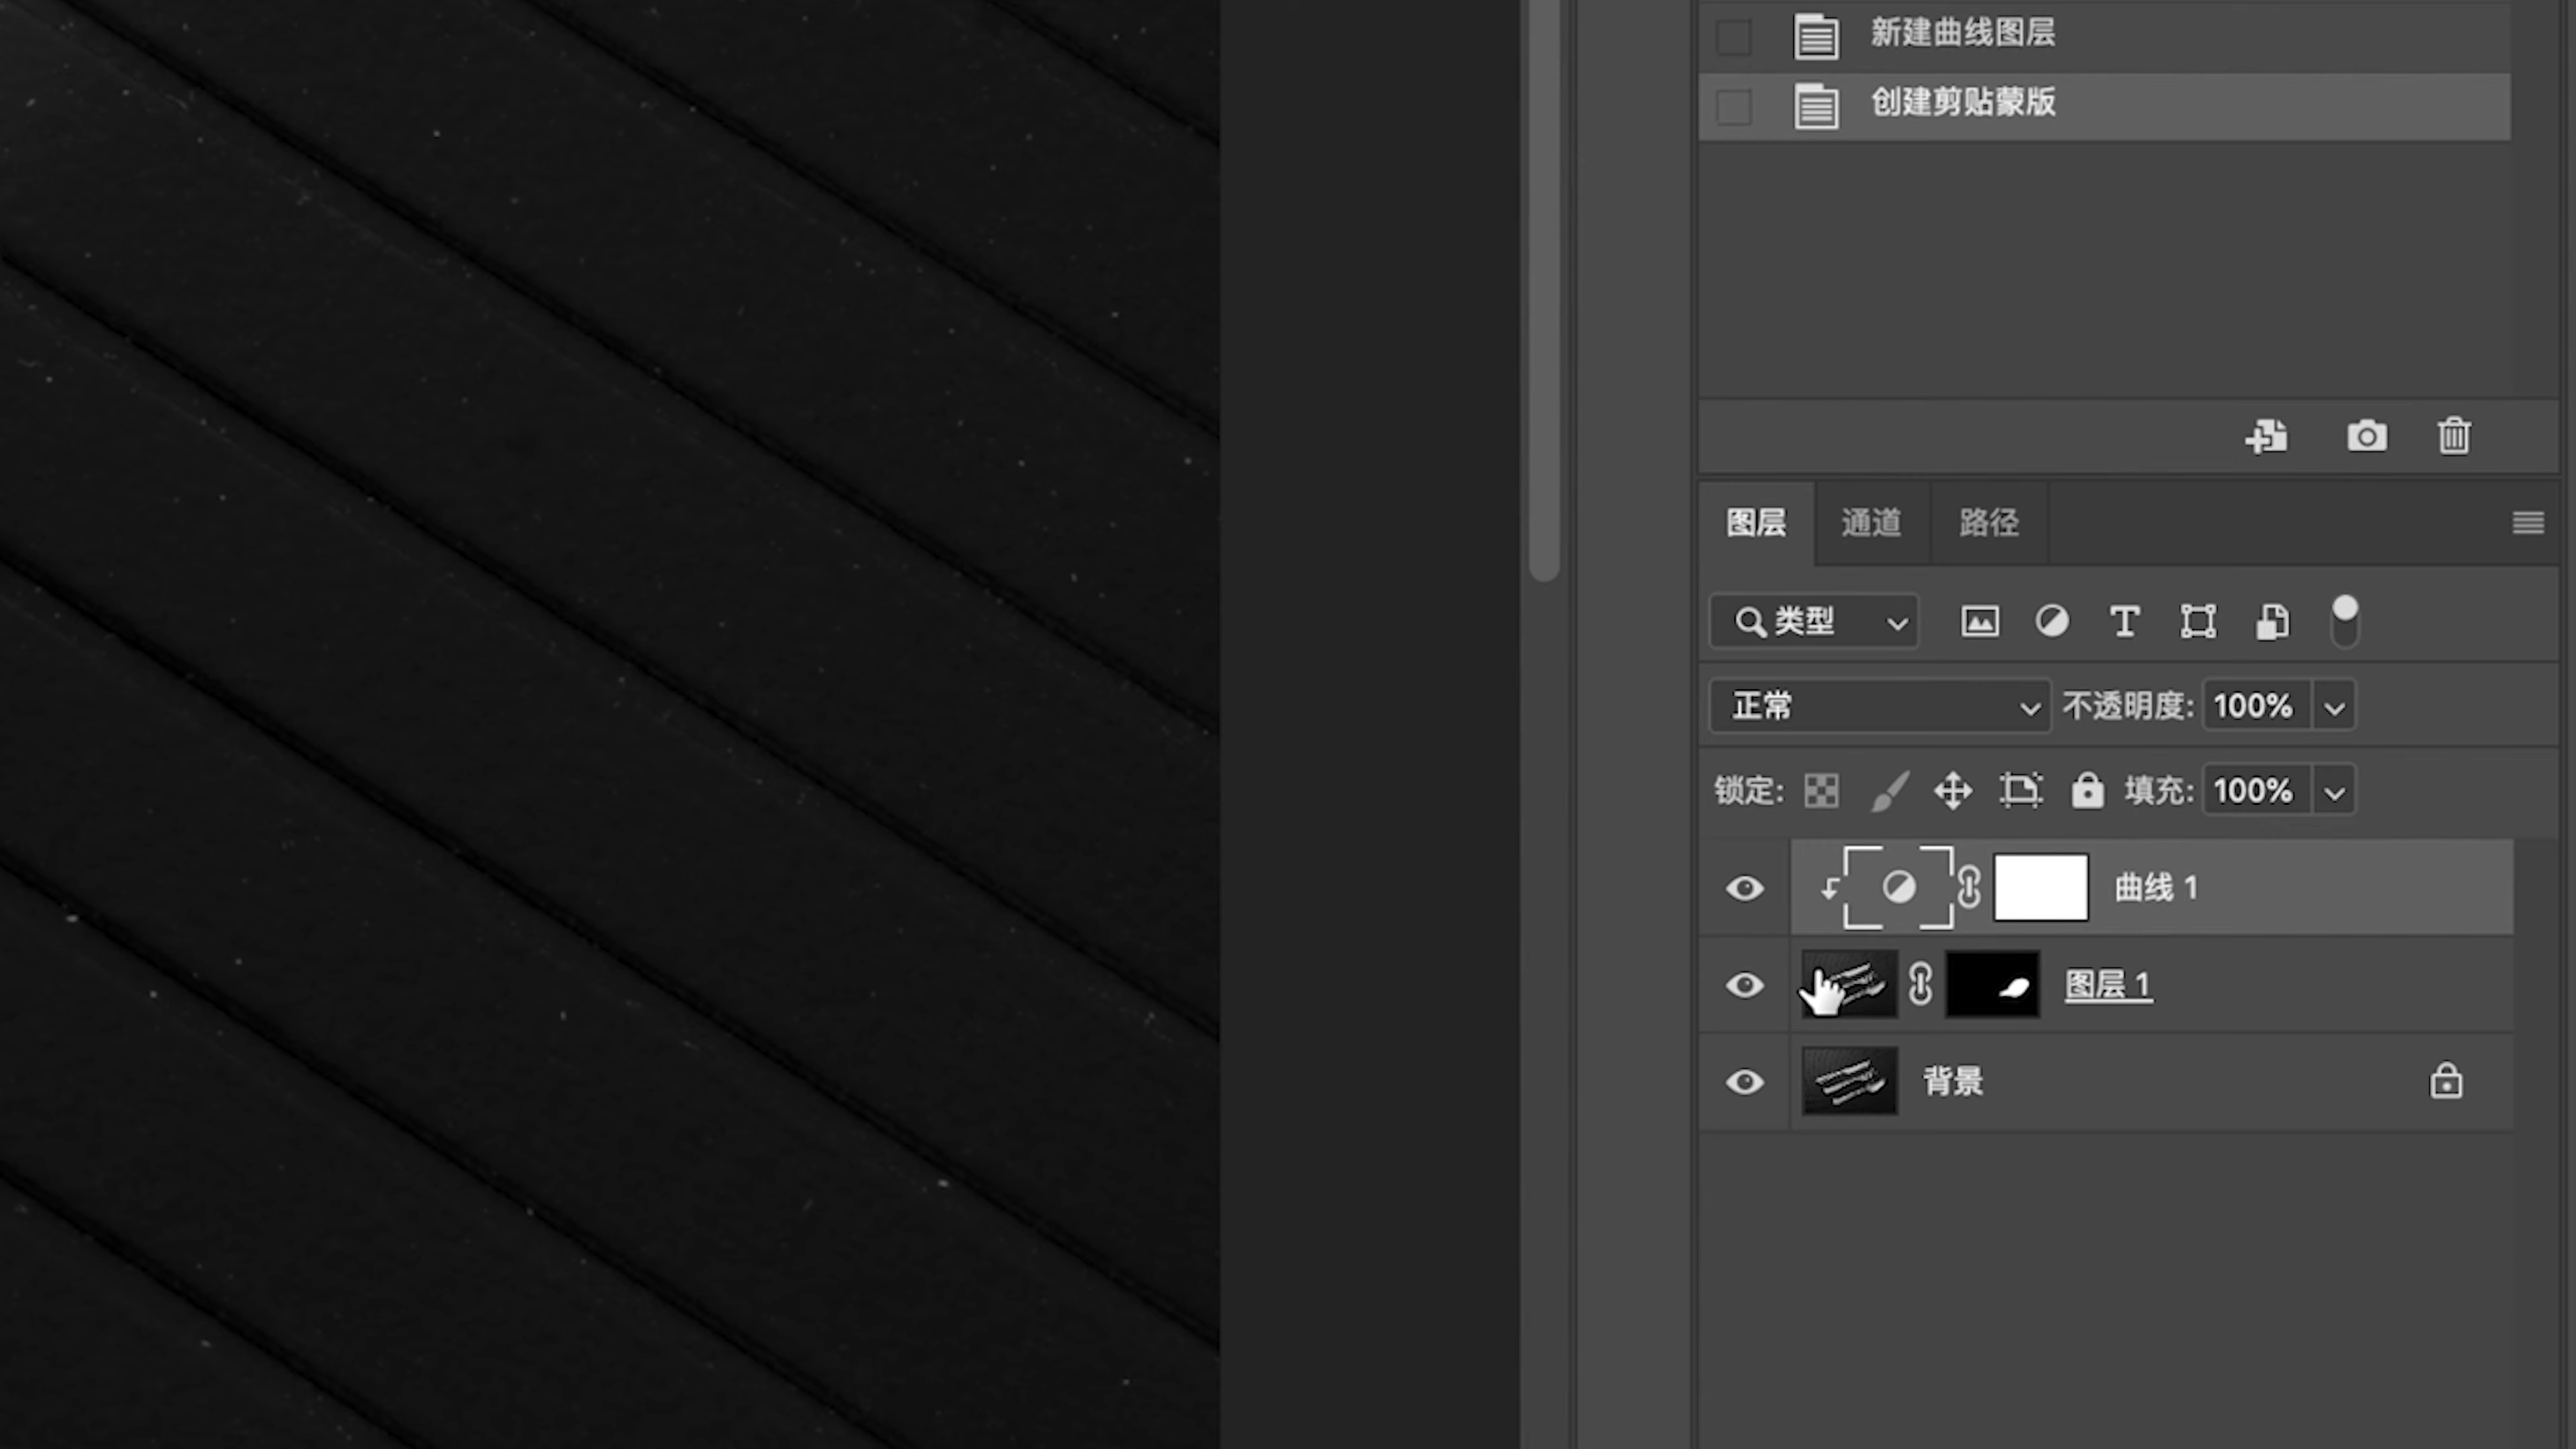 新建曲线图层
创建剪贴蒙版
图层 通道 路径
类型
正常 不透明度: 100%
锁定: 填充: 100%
曲线 1
图层 1
背景